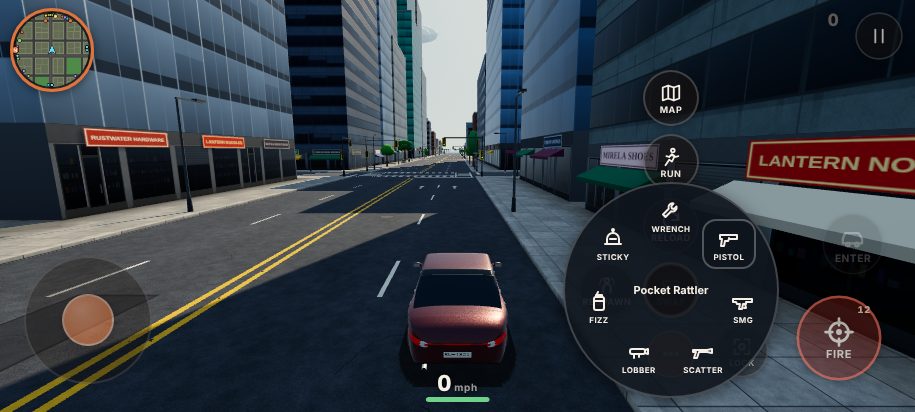 0
MAP
RUSTWATER HARDWARE
LANTERN NOODLES
MIRELA SHOES
LANTERN NO
RUN
WRENCH
RELOAD
STICKY
PISTOL
ENTER
Pocket Rattler
FIZZ
SMG
12
FIRE
LOBBER
SCATTER
0 mph